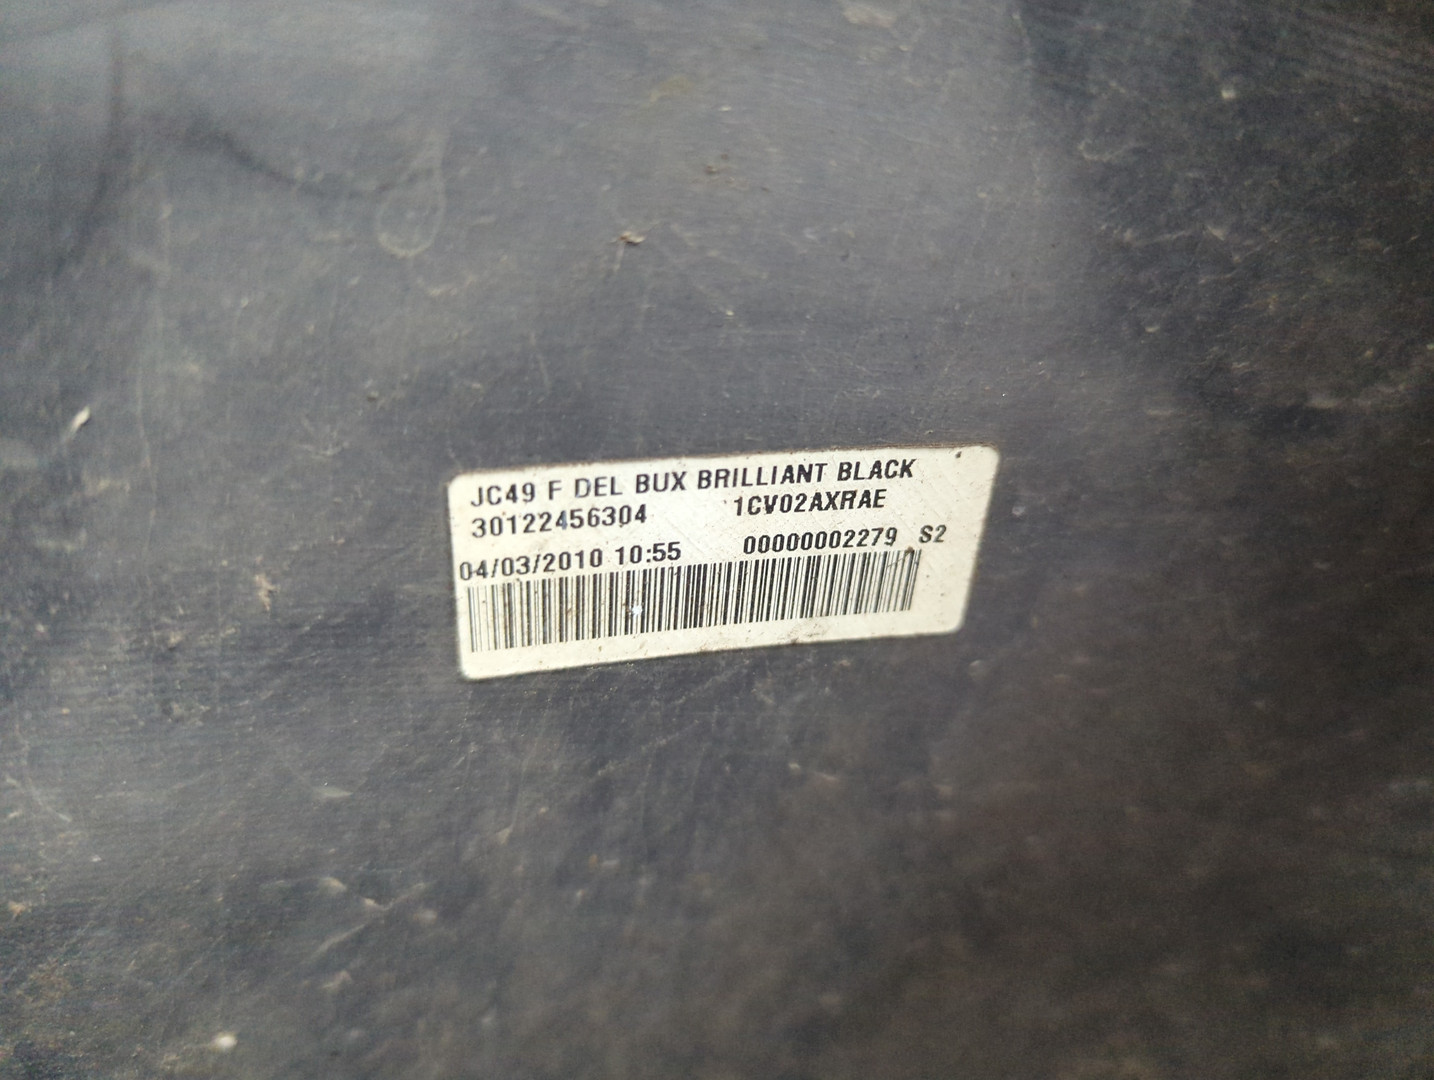 JC49 F DEL BUX BRILLIANT BLACK
30122456304 1CV02AXRAE
04/03/2010 10:55 00000002279 S2